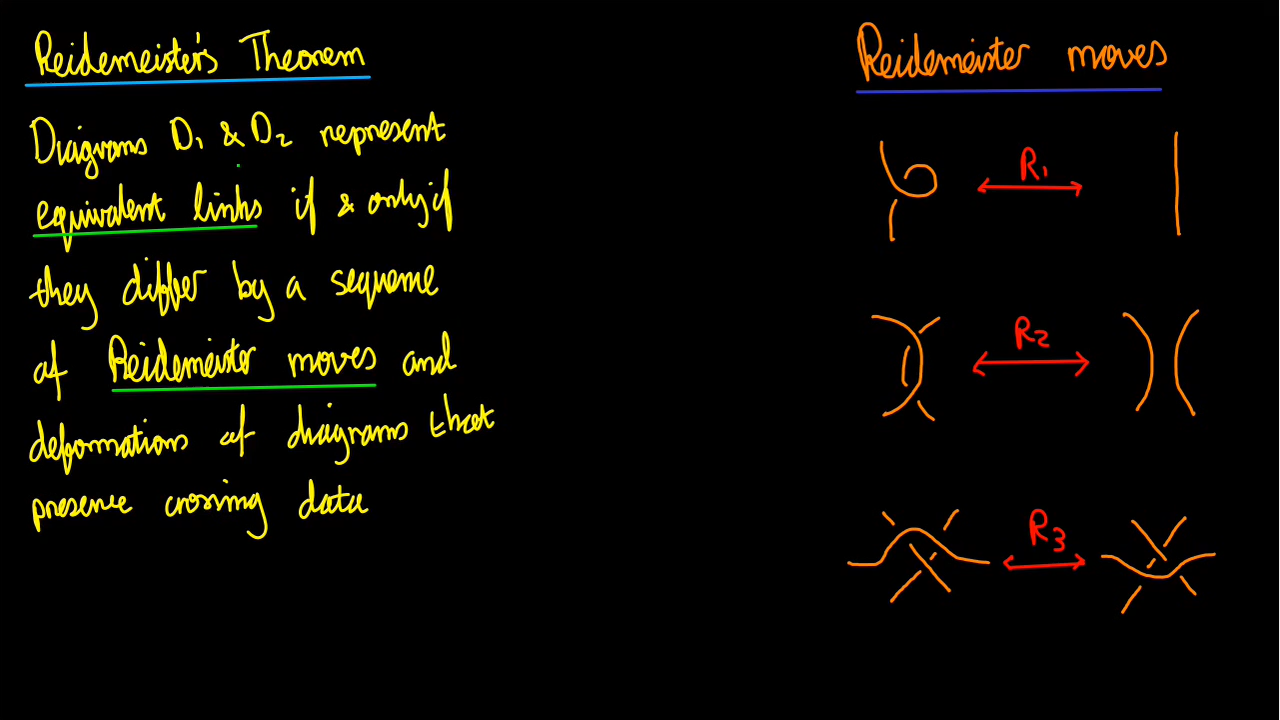 Reidemeister's Theorem
Diagrams D1 & D2 represent
equivalent links if & only if
they differ by a sequence
of Reidemeister moves and
deformations of diagrams that
preserve crossing data
Reidemeister moves
R1
R2
R3